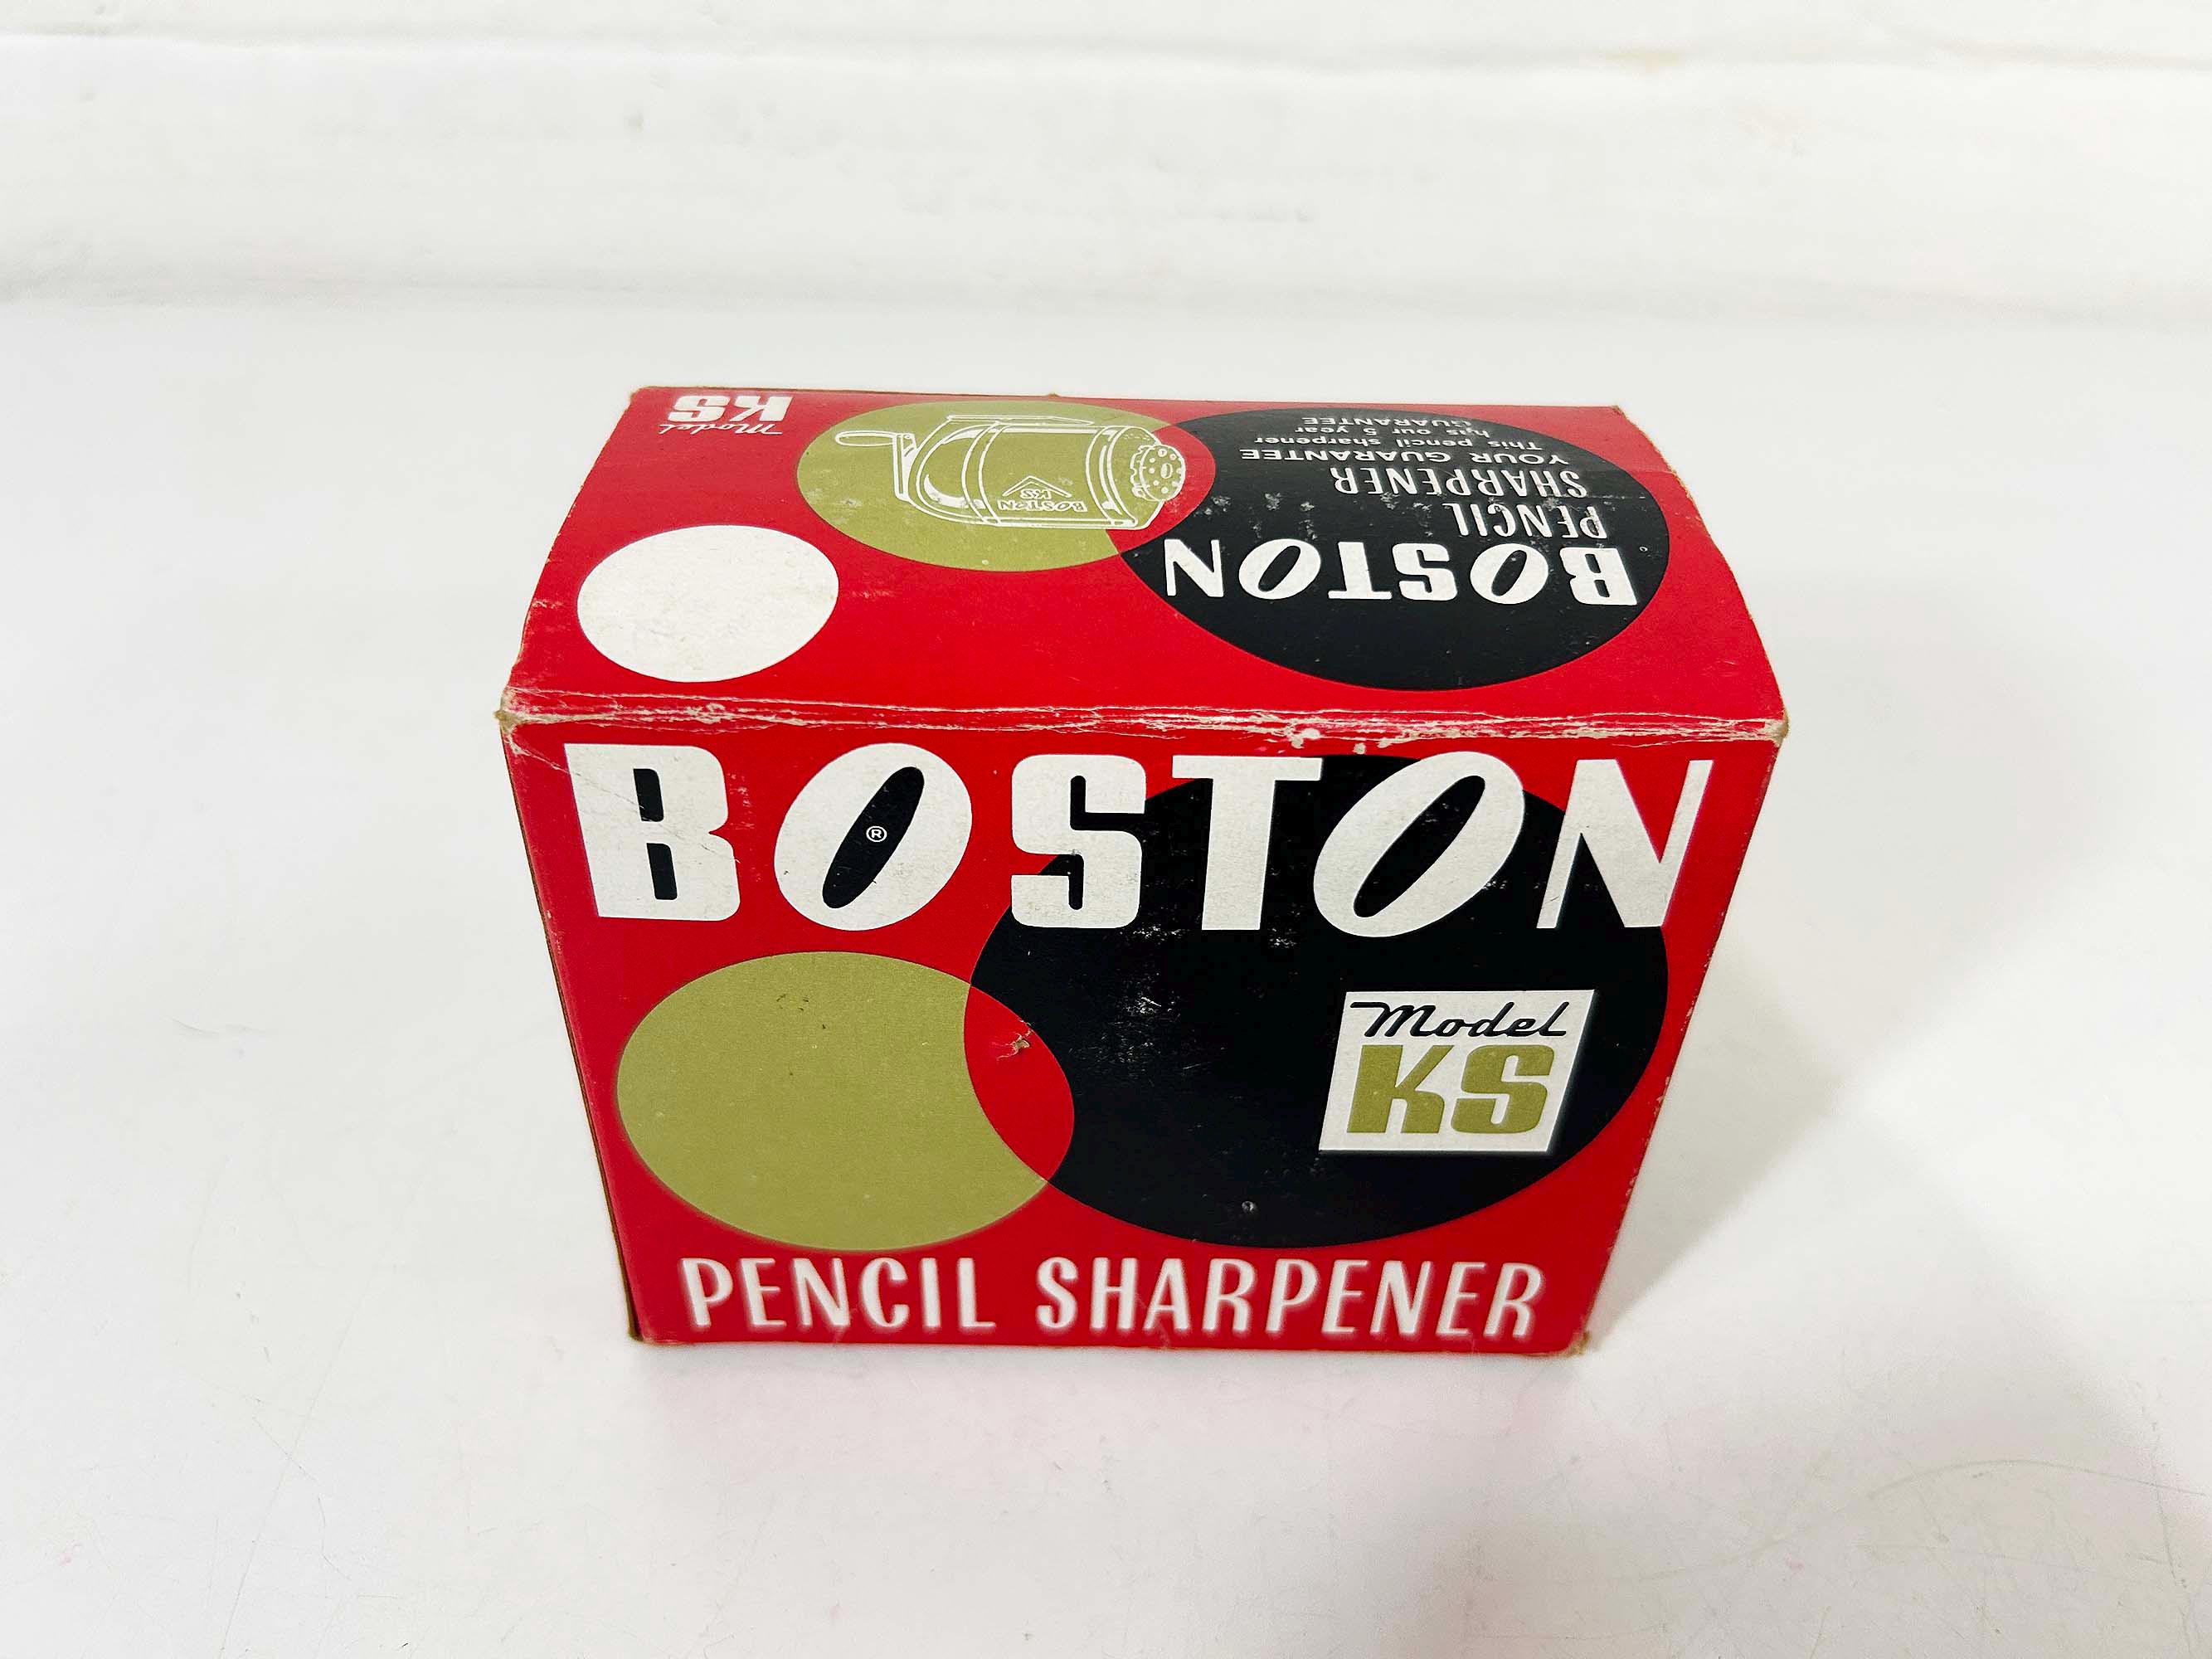 Model
KS
BOSTON
KS
BOSTON
PENCIL
SHARPENER
YOUR GUARANTEE
This pencil sharpener
has our 5 year
GUARANTEE
BOSTON
®
Model
KS
PENCIL SHARPENER